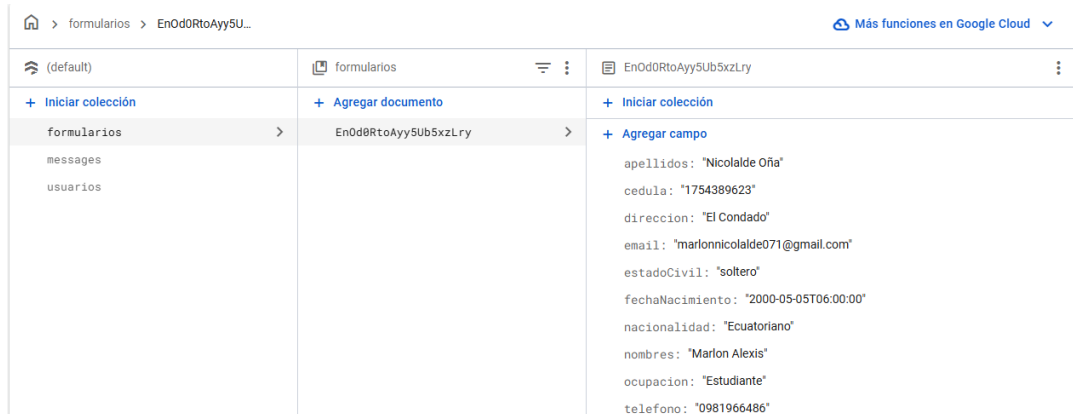 formularios > EnOd0RtoAyy5U...
Más funciones en Google Cloud
(default)
formularios
EnOd0RtoAyy5Ub5xzLry
+ Iniciar colección
+ Agregar documento
+ Iniciar colección
formularios
EnOd0RtoAyy5Ub5xzLry
+ Agregar campo
messages
usuarios
apellidos: "Nicolalde Oña"
cedula: "1754389623"
direccion: "El Condado"
email: "marlonnicolalde071@gmail.com"
estadoCivil: "soltero"
fechaNacimiento: "2000-05-05T06:00:00"
nacionalidad: "Ecuatoriano"
nombres: "Marlon Alexis"
ocupacion: "Estudiante"
telefono: "0981966486"